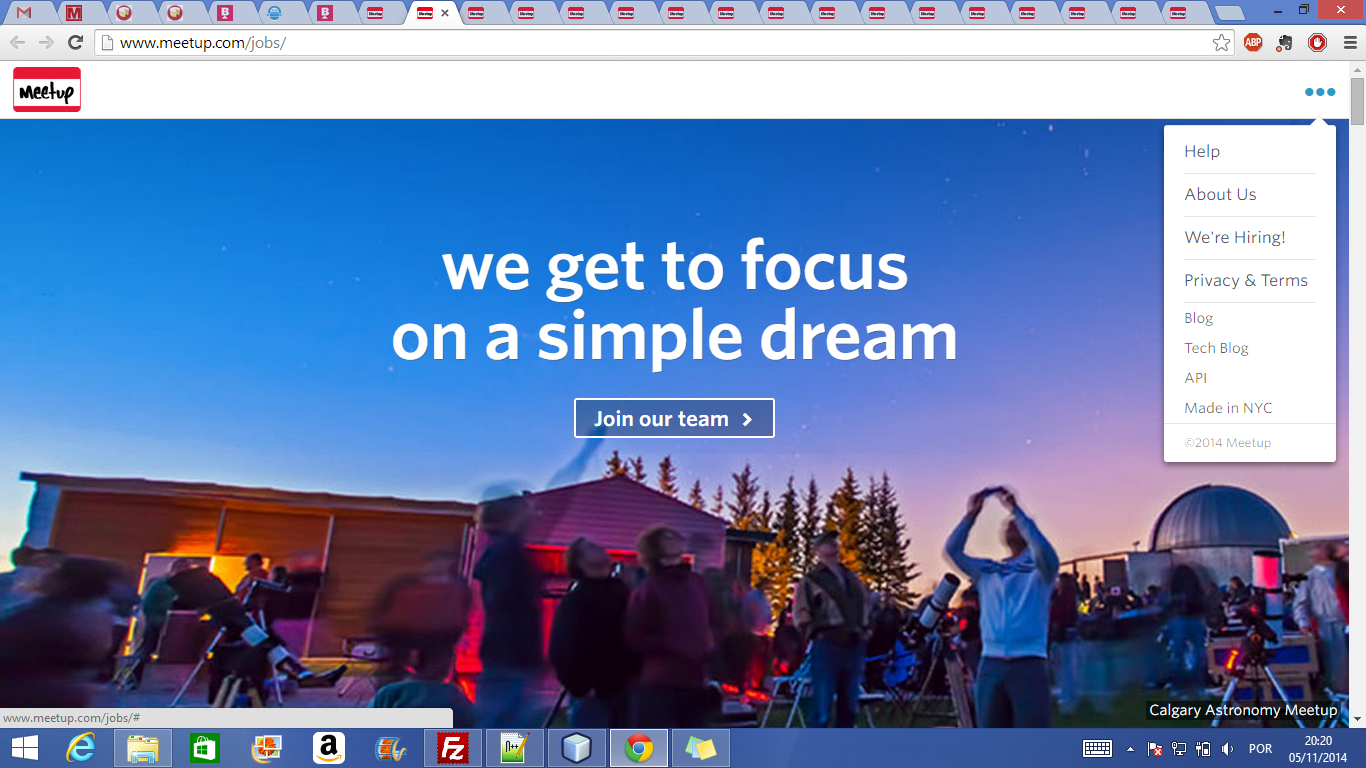 www.meetup.com/jobs/
ABP
Meetup
Help
About Us
We're Hiring!
Privacy & Terms
Blog
Tech Blog
API
Made in NYC
©2014 Meetup
we get to focus
on a simple dream
Join our team
Calgary Astronomy Meetup
www.meetup.com/jobs/#
POR
20:20
05/11/2014